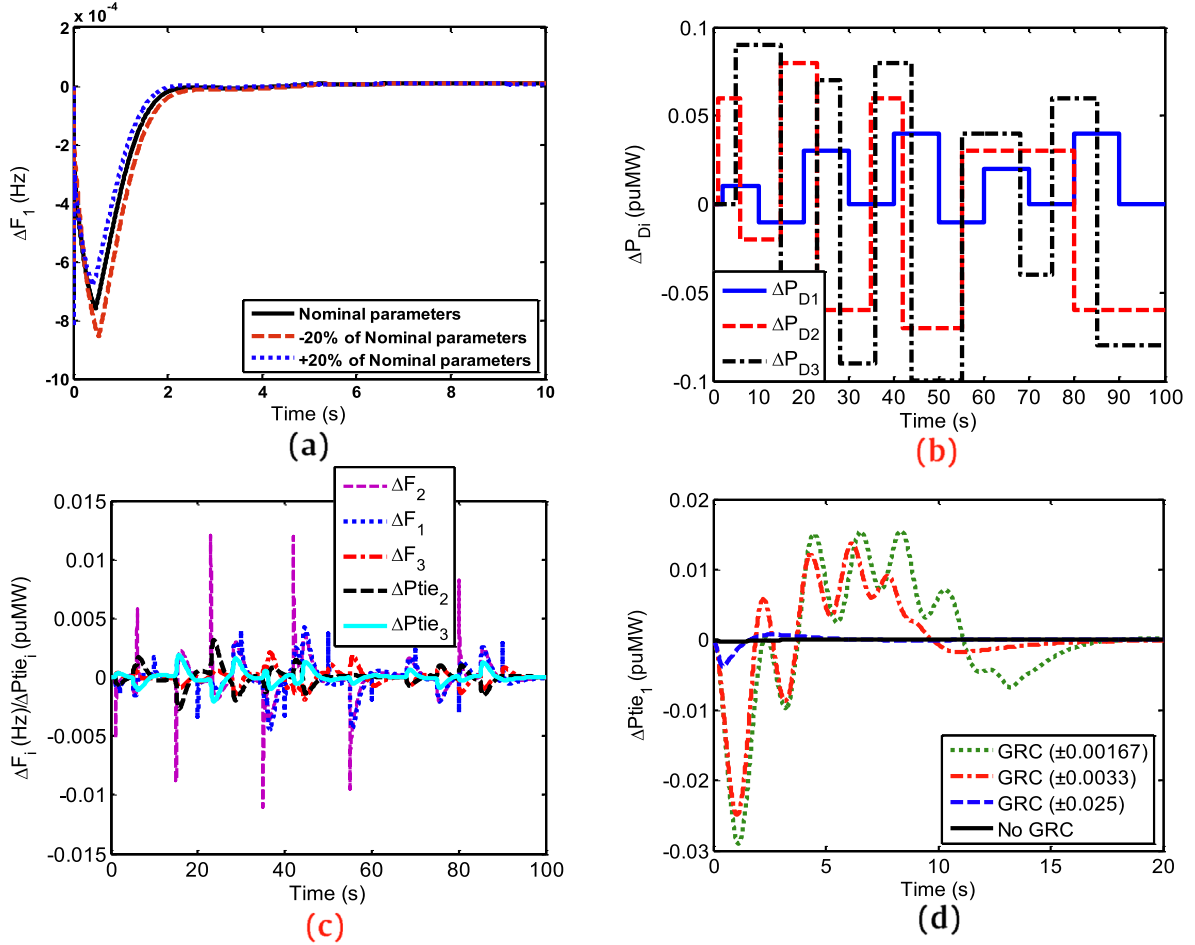 × 10⁻⁴
2
0
-2
-4
-6
-8
-10
0 2 4 6 8 10
ΔF₁ (Hz)
Time (s)
Nominal parameters
-20% of Nominal parameters
+20% of Nominal parameters
(a)
0.1
0.05
0
-0.05
-0.1
0 10 20 30 40 50 60 70 80 90 100
ΔP_Di (puMW)
Time (s)
ΔP_D1
ΔP_D2
ΔP_D3
(b)
0.015
0.01
0.005
0
-0.005
-0.01
-0.015
0 20 40 60 80 100
ΔFᵢ (Hz)/ΔPtieᵢ (puMW)
Time (s)
ΔF₂
ΔF₁
ΔF₃
ΔPtie₂
ΔPtie₃
(c)
0.02
0.01
0
-0.01
-0.02
-0.03
0 5 10 15 20
ΔPtie₁ (puMW)
Time (s)
GRC (±0.00167)
GRC (±0.0033)
GRC (±0.025)
No GRC
(d)